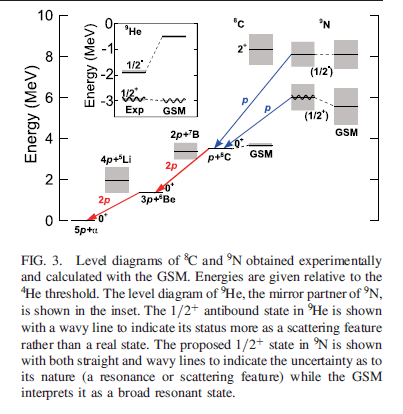 10
8
6
4
2
0
Energy (MeV)
0
-1
-2
-3
Energy (MeV)
⁹He
1/2⁻
1/2⁺
Exp
GSM
⁸C
⁹N
2⁺
(1/2⁻)
p
p
(1/2⁺)
GSM
2p+⁷B
0⁺
p+⁸C
GSM
4p+⁵Li
2p
0⁺
3p+⁶Be
2p
0⁺
5p+α
FIG. 3. Level diagrams of ⁸C and ⁹N obtained experimentally
and calculated with the GSM. Energies are given relative to the
⁴He threshold. The level diagram of ⁹He, the mirror partner of ⁹N,
is shown in the inset. The 1/2⁺ antibound state in ⁹He is shown
with a wavy line to indicate its status more as a scattering feature
rather than a real state. The proposed 1/2⁺ state in ⁹N is shown
with both straight and wavy lines to indicate the uncertainty as to
its nature (a resonance or scattering feature) while the GSM
interprets it as a broad resonant state.